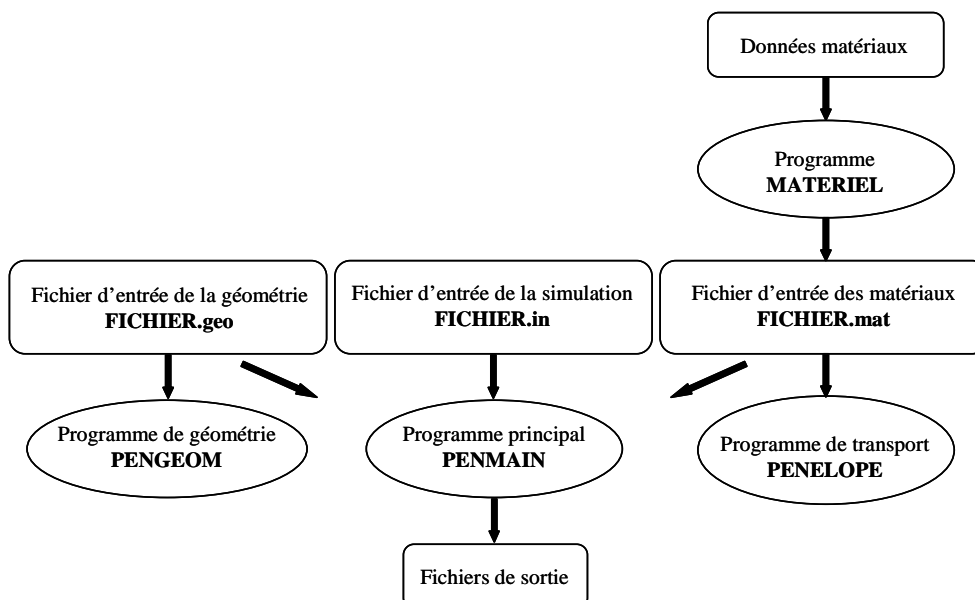 Données matériaux
Programme
MATERIEL
Fichier d'entrée de la géométrie
FICHIER.geo
Fichier d'entrée de la simulation
FICHIER.in
Fichier d'entrée des matériaux
FICHIER.mat
Programme de géométrie
PENGEOM
Programme principal
PENMAIN
Programme de transport
PENELOPE
Fichiers de sortie